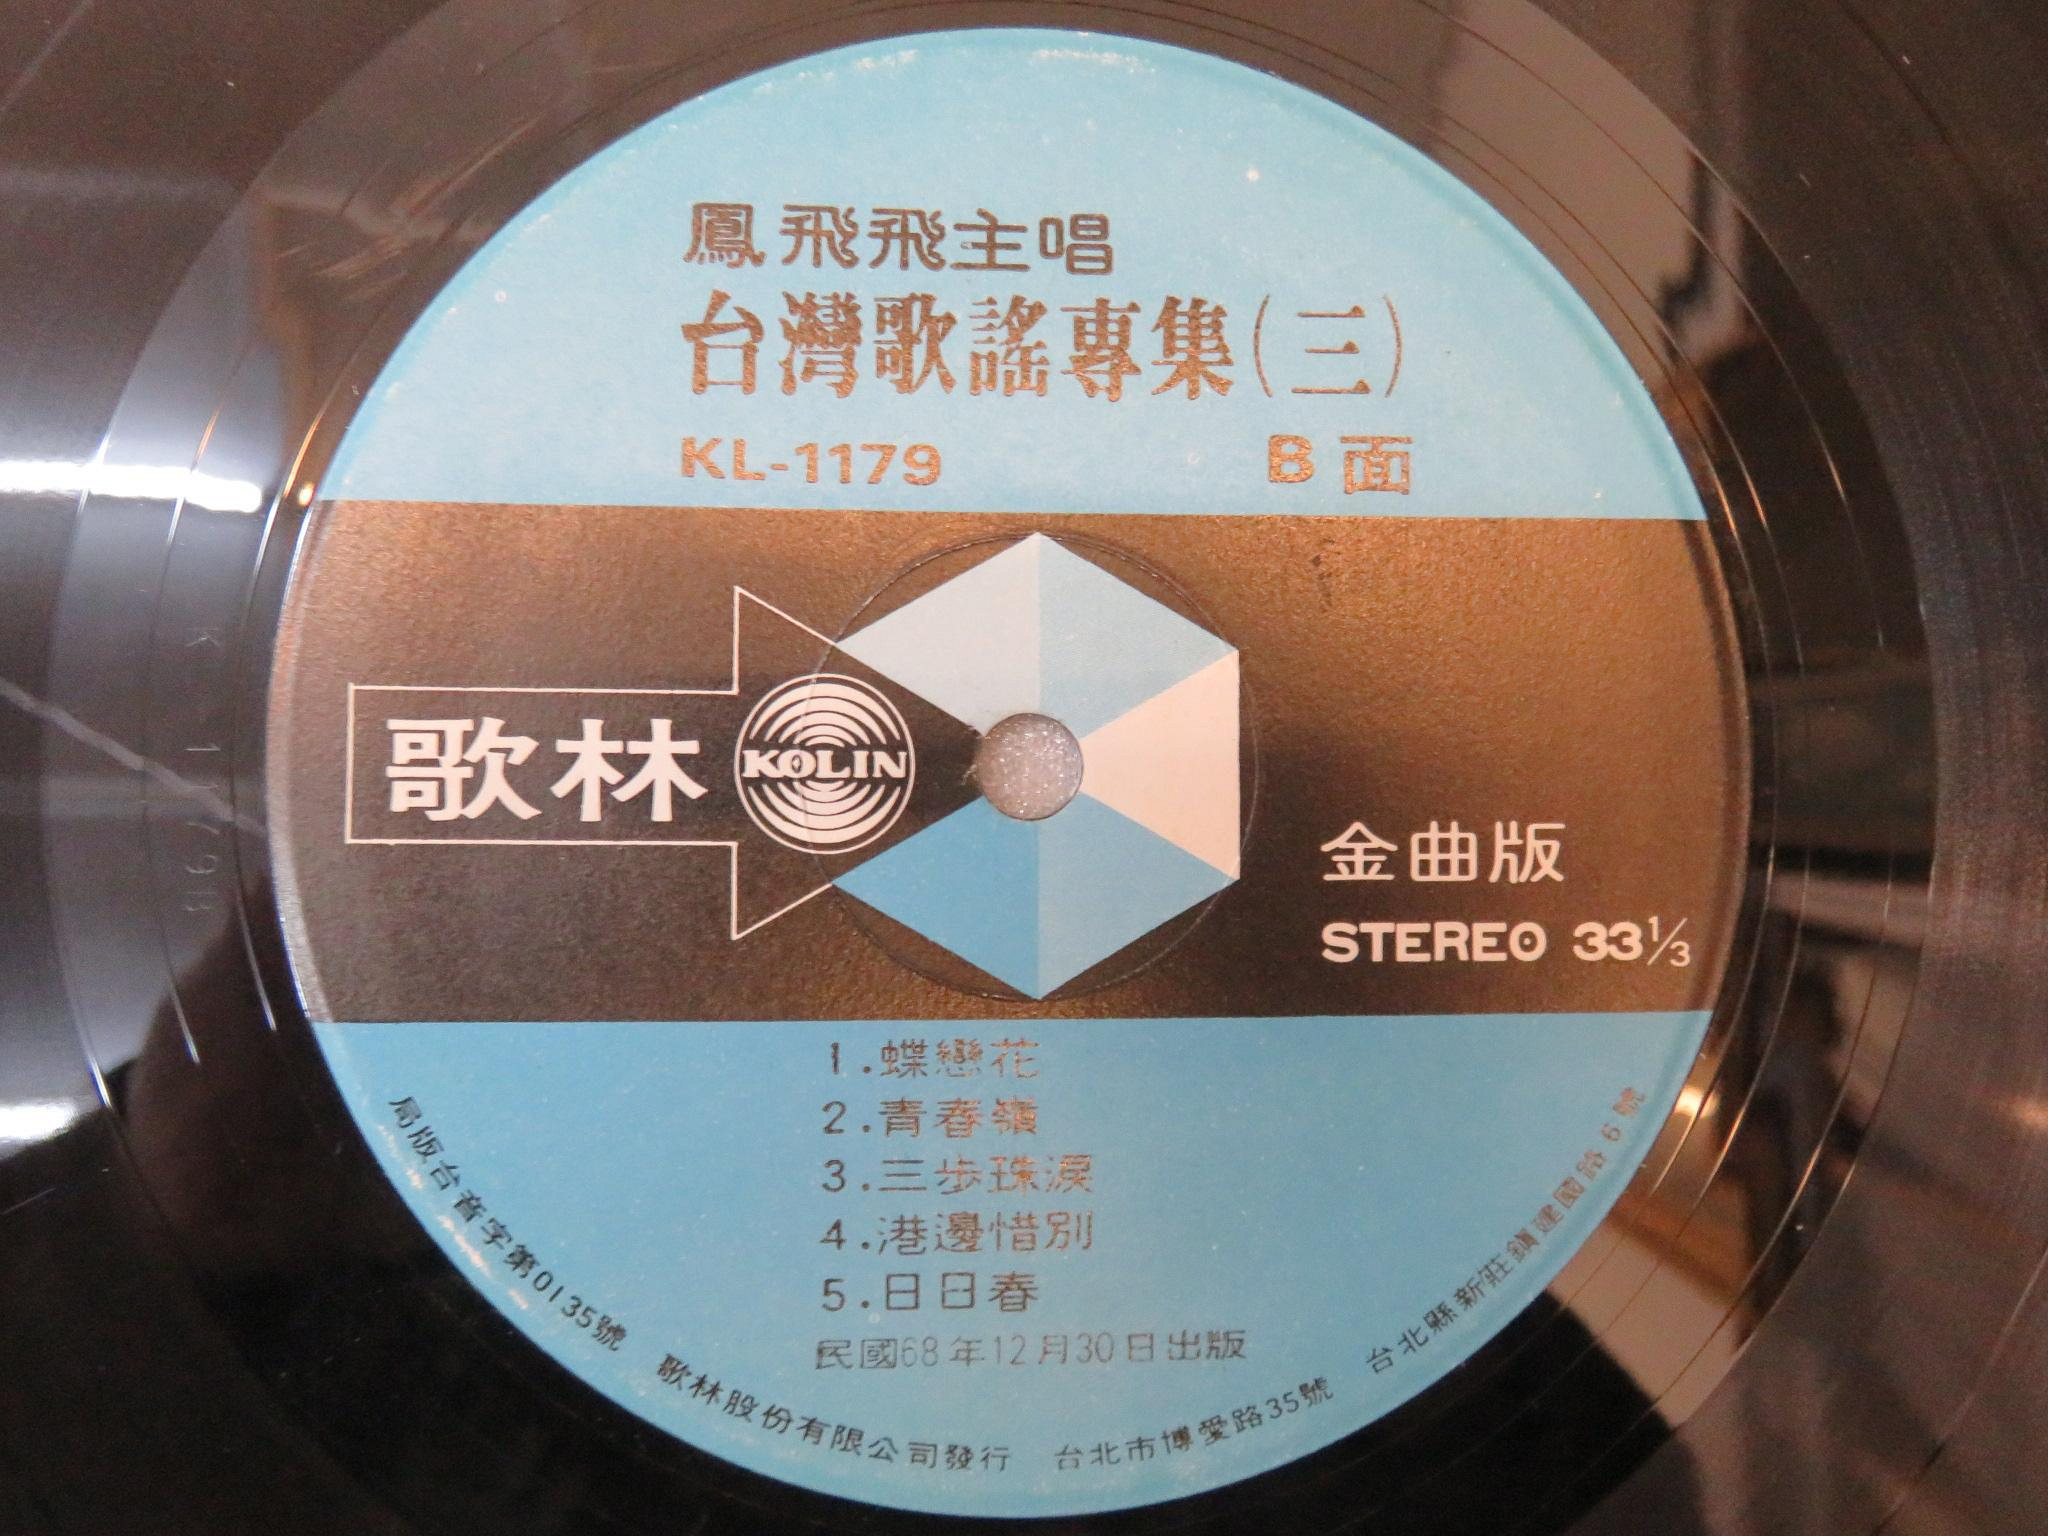 鳳飛飛主唱
台灣歌謠專集(三)
KL-1179 B面
歌林 KOLIN
金曲版
STEREO 33 1/3
1.蝶戀花
2.青春嶺
3.三步珠淚
4.港邊惜別
5.日日春
民國68年12月30日出版
局版台音字第0135號 歌林股份有限公司發行 台北市博愛路35號 台北縣新莊鎮建國路6號